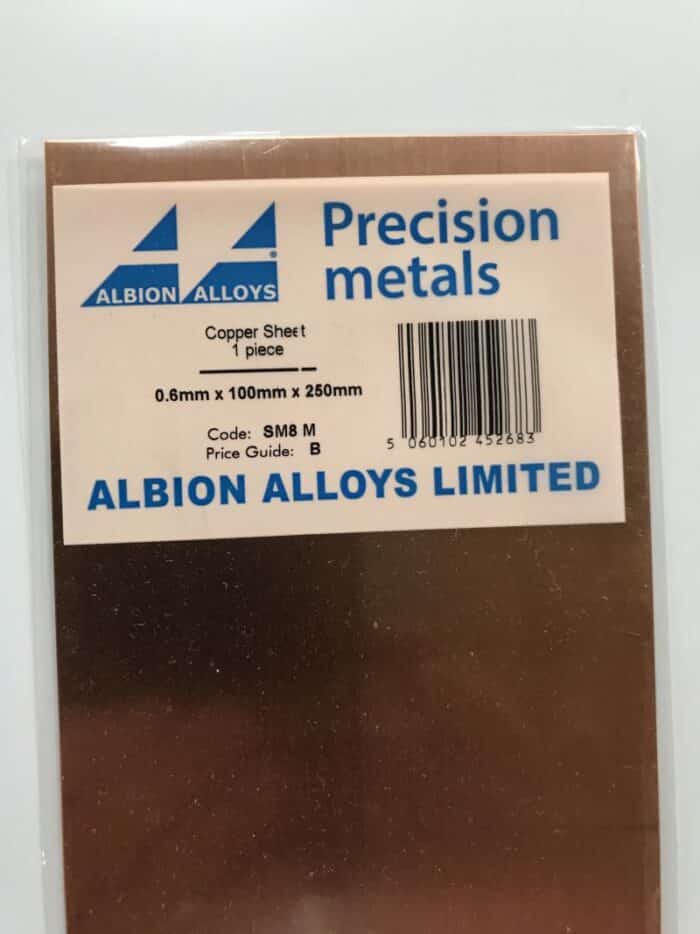 ALBION ALLOYS®
Precision
metals
Copper Sheet
1 piece
0.6mm x 100mm x 250mm
Code: SM8 M
Price Guide: B
5 060102 452683
ALBION ALLOYS LIMITED